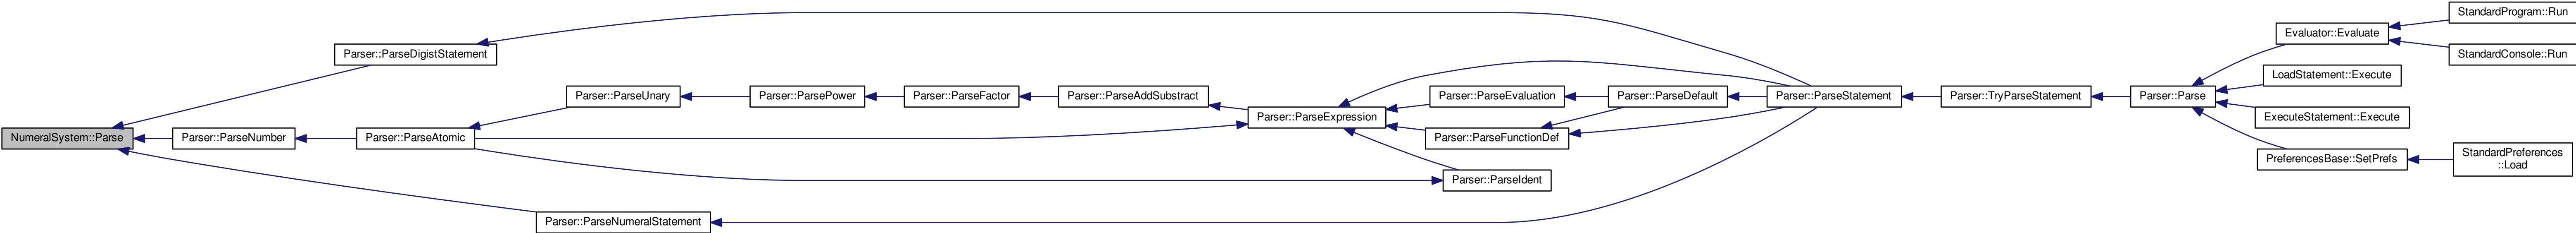 StandardProgram::Run
Evaluator::Evaluate
Parser::ParseDigistStatement
StandardConsole::Run
LoadStatement::Execute
Parser::ParseUnary
Parser::ParsePower
Parser::ParseFactor
Parser::ParseAddSubstract
Parser::ParseEvaluation
Parser::ParseDefault
Parser::ParseStatement
Parser::TryParseStatement
Parser::Parse
Parser::ParseExpression
ExecuteStatement::Execute
NumeralSystem::Parse
Parser::ParseNumber
Parser::ParseAtomic
Parser::ParseFunctionDef
PreferencesBase::SetPrefs
StandardPreferences
::Load
Parser::ParseIdent
Parser::ParseNumeralStatement